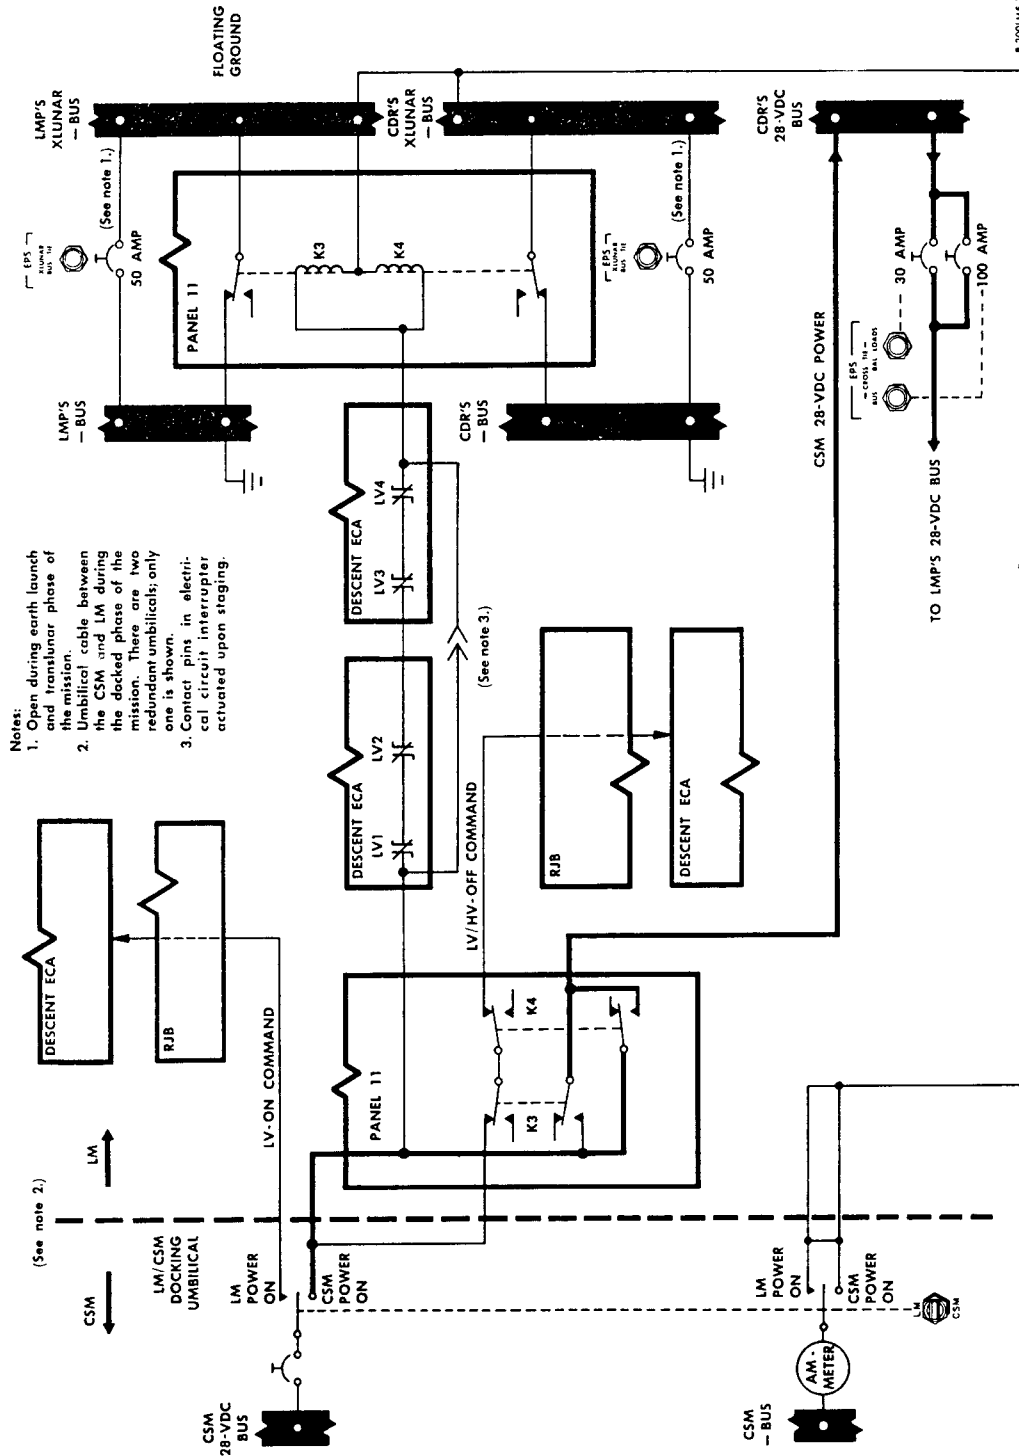 Notes:
1. Open during earth launch
and translunar phase of
the mission.
2. Umbilical cable between
the CSM and LM during
the docked phase of the
mission. There are two
redundant umbilicals; only
one is shown.
3. Contact pins in electri-
cal circuit interrupter
actuated upon staging.
(See note 2.)
CSM
LM
LM/CSM
DOCKING
UMBILICAL
CSM
28-VDC
BUS
LM
POWER
ON
CSM
POWER
ON
LV-ON COMMAND
DESCENT ECA
RJB
PANEL 11
K3
K4
LV/HV-OFF COMMAND
RJB
DESCENT ECA
DESCENT ECA
LV1
LV2
DESCENT ECA
LV3
LV4
(See note 3.)
LMP'S
— BUS
EPS
XLUNAR
BUS TIE
50 AMP
(See note 1.)
LMP'S
XLUNAR
— BUS
FLOATING
GROUND
PANEL 11
K3
K4
CDR'S
— BUS
EPS
XLUNAR
BUS TIE
50 AMP
(See note 1.)
CDR'S
XLUNAR
— BUS
CSM
— BUS
AM-
METER
LM
POWER
ON
CSM
POWER
ON
LM
CSM
CSM 28-VDC POWER
CDR'S
28-VDC
BUS
EPS
CROSS TIE
BUS
BAL LOADS
30 AMP
100 AMP
TO LMP'S 28-VDC BUS